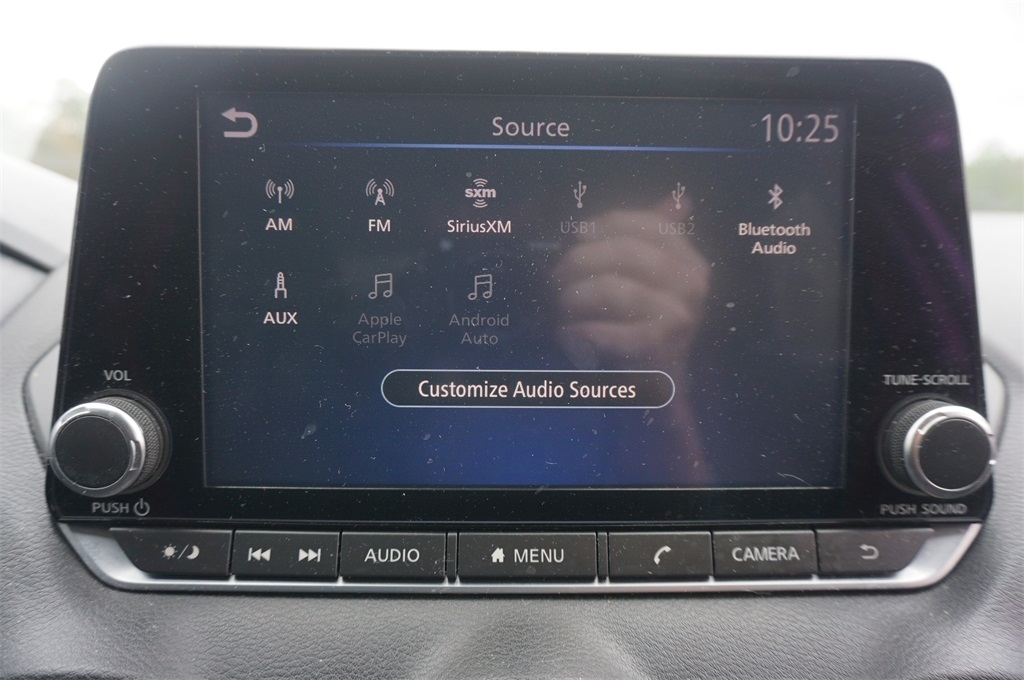 Source
10:25
AM
FM
sxm
SiriusXM
USB1
USB2
Bluetooth
Audio
AUX
Apple
CarPlay
Android
Auto
Customize Audio Sources
VOL
TUNE·SCROLL
PUSH
PUSH SOUND
AUDIO
MENU
CAMERA